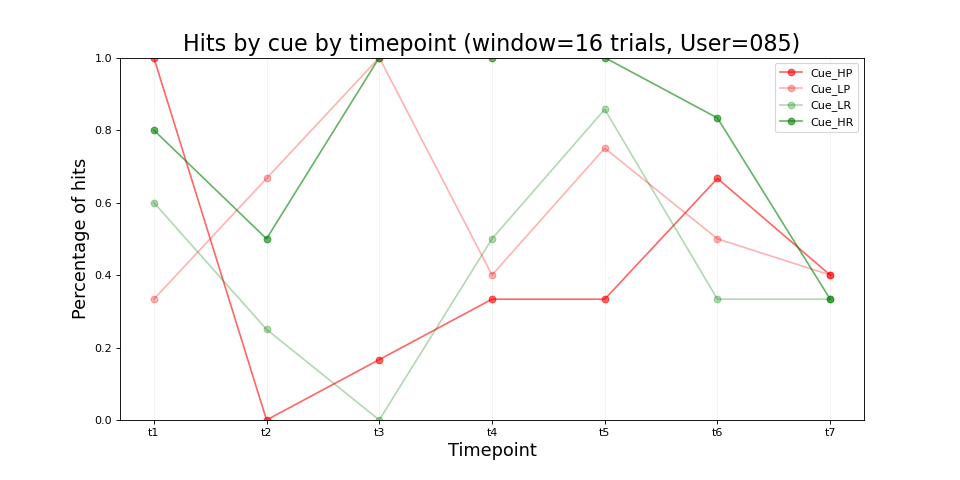 Hits by cue by timepoint (window=16 trials, User=085)
Percentage of hits
1.0
0.8
0.6
0.4
0.2
0.0
Cue_HP
Cue_LP
Cue_LR
Cue_HR
t1 t2 t3 t4 t5 t6 t7
Timepoint